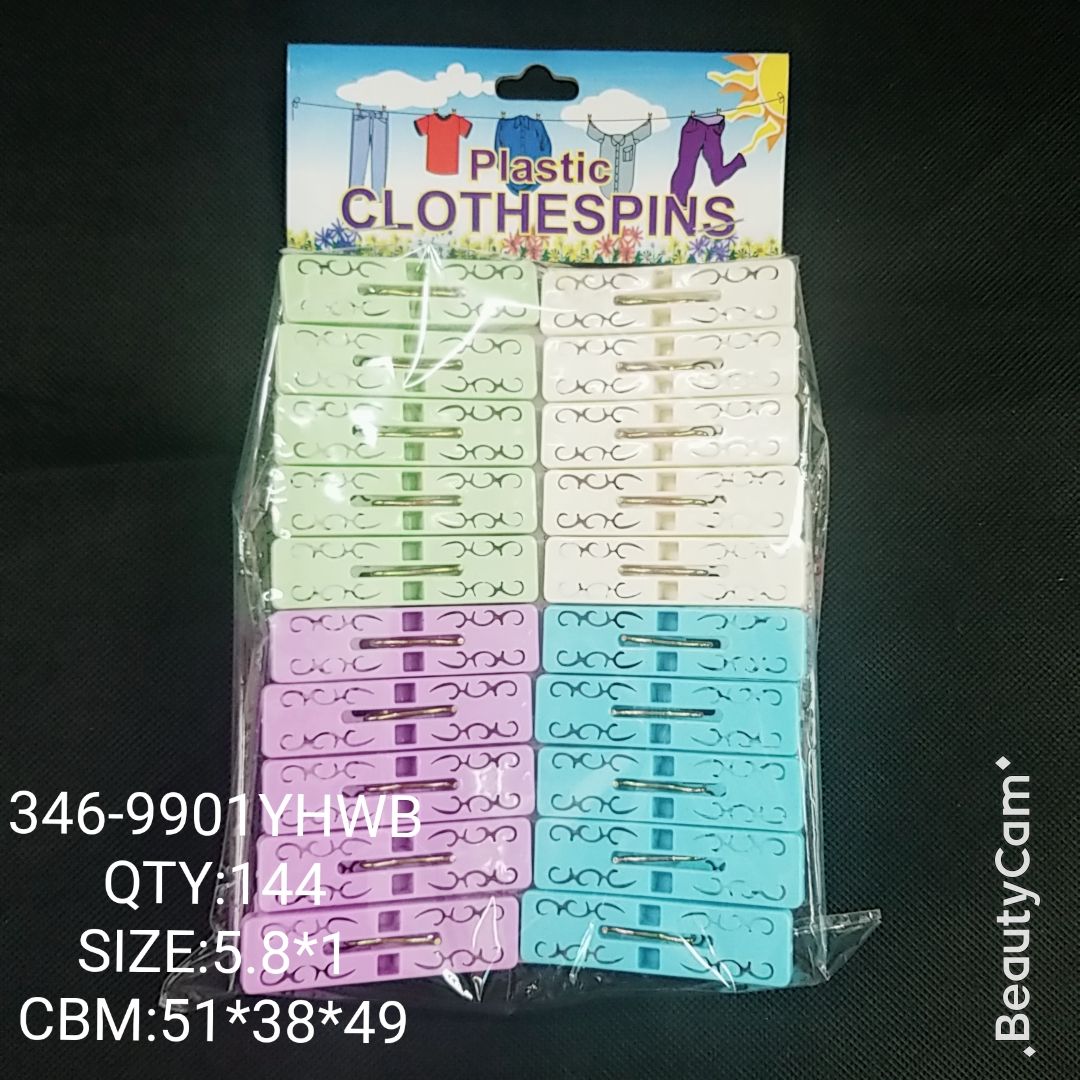 Plastic
CLOTHESPINS
346-9901YHWB
QTY:144
SIZE:5.8*1
CBM:51*38*49
BeautyCam